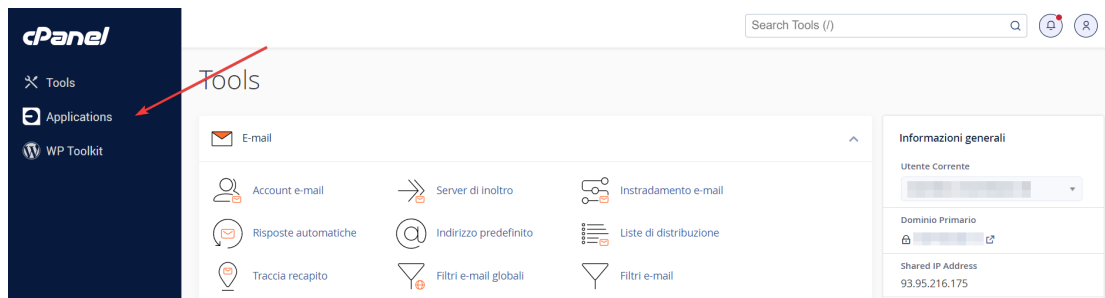 cPanel
Search Tools (/)
Tools
Applications
WP Toolkit
Tools
E-mail
Account e-mail
Server di inoltro
Instradamento e-mail
Risposte automatiche
Indirizzo predefinito
Liste di distribuzione
Traccia recapito
Filtri e-mail globali
Filtri e-mail
Informazioni generali
Utente Corrente
Dominio Primario
Shared IP Address
93.95.216.175